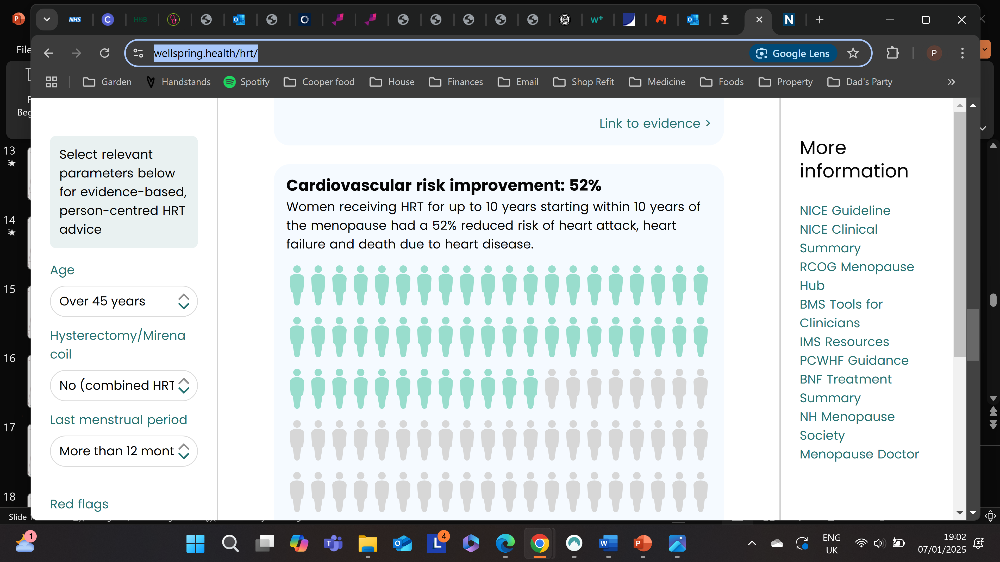 NHS
H&B
BS
SM
W+
N
File
wellspring.health/hrt/
Google Lens
P
Garden
Handstands
Spotify
Cooper food
House
Finances
Email
Shop Refit
Medicine
Foods
Property
Dad's Party
13
14
15
16
17
18
Select relevant
parameters below
for evidence-based,
person-centred HRT
advice
Age
Over 45 years
Hysterectomy/Mirena
coil
No (combined HRT
Last menstrual period
More than 12 mont
Red flags
Link to evidence >
Cardiovascular risk improvement: 52%
Women receiving HRT for up to 10 years starting within 10 years of
the menopause had a 52% reduced risk of heart attack, heart
failure and death due to heart disease.
More
information
NICE Guideline
NICE Clinical
Summary
RCOG Menopause
Hub
BMS Tools for
Clinicians
IMS Resources
PCWHF Guidance
BNF Treatment
Summary
NH Menopause
Society
Menopause Doctor
Slide
1
4
ENG
UK
19:02
07/01/2025